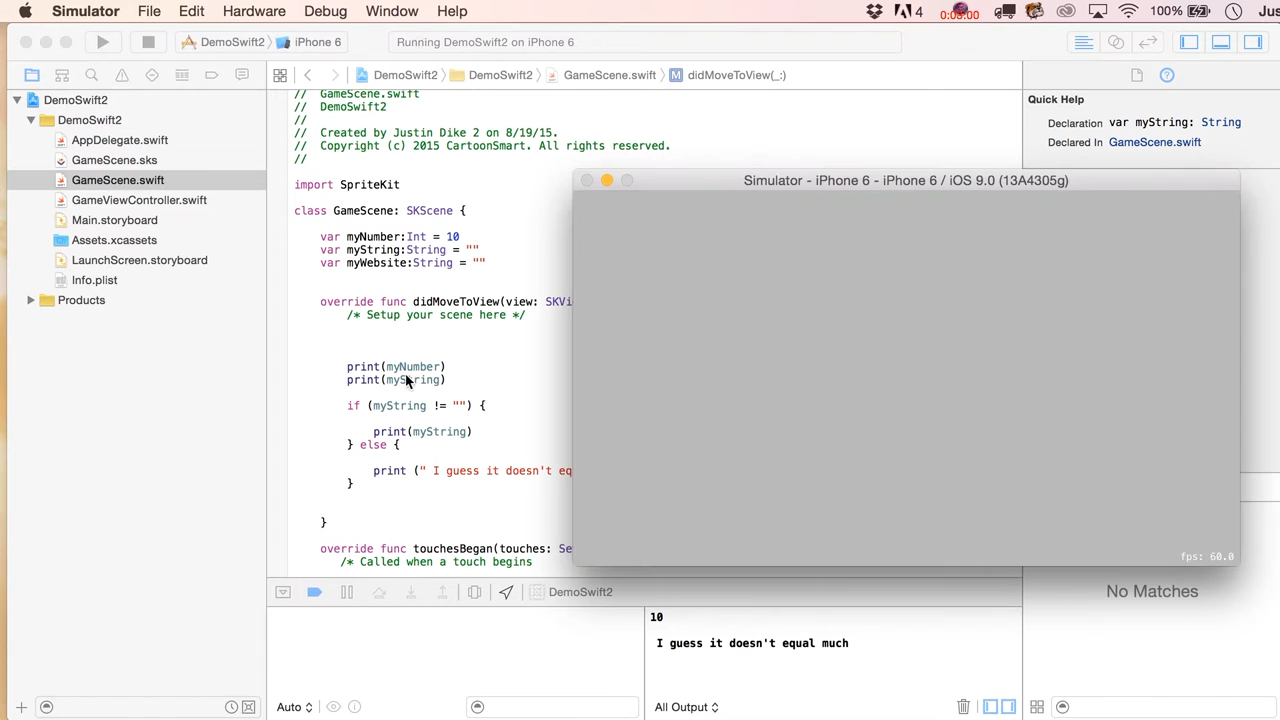 Simulator File Edit Hardware Debug Window Help 4 0:03:00 100% Jus
DemoSwift2 iPhone 6 Running DemoSwift2 on iPhone 6
DemoSwift2 DemoSwift2 GameScene.swift M didMoveToView(_:)
DemoSwift2
DemoSwift2
AppDelegate.swift
GameScene.sks
GameScene.swift
GameViewController.swift
Main.storyboard
Assets.xcassets
LaunchScreen.storyboard
Info.plist
Products
// GameScene.swift
// DemoSwift2
//
// Created by Justin Dike 2 on 8/19/15.
// Copyright (c) 2015 CartoonSmart. All rights reserved.
//
import SpriteKit
class GameScene: SKScene {
var myNumber:Int = 10
var myString:String = ""
var myWebsite:String = ""
override func didMoveToView(view: SKVi
/* Setup your scene here */
print(myNumber)
print(myString)
if (myString != "") {
print(myString)
} else {
print (" I guess it doesn't eq
}
}
override func touchesBegan(touches: Se
/* Called when a touch begins
Quick Help
Declaration var myString: String
Declared In GameScene.swift
Simulator - iPhone 6 - iPhone 6 / iOS 9.0 (13A4305g)
fps: 60.0
No Matches
DemoSwift2
10
I guess it doesn't equal much
Auto
All Output